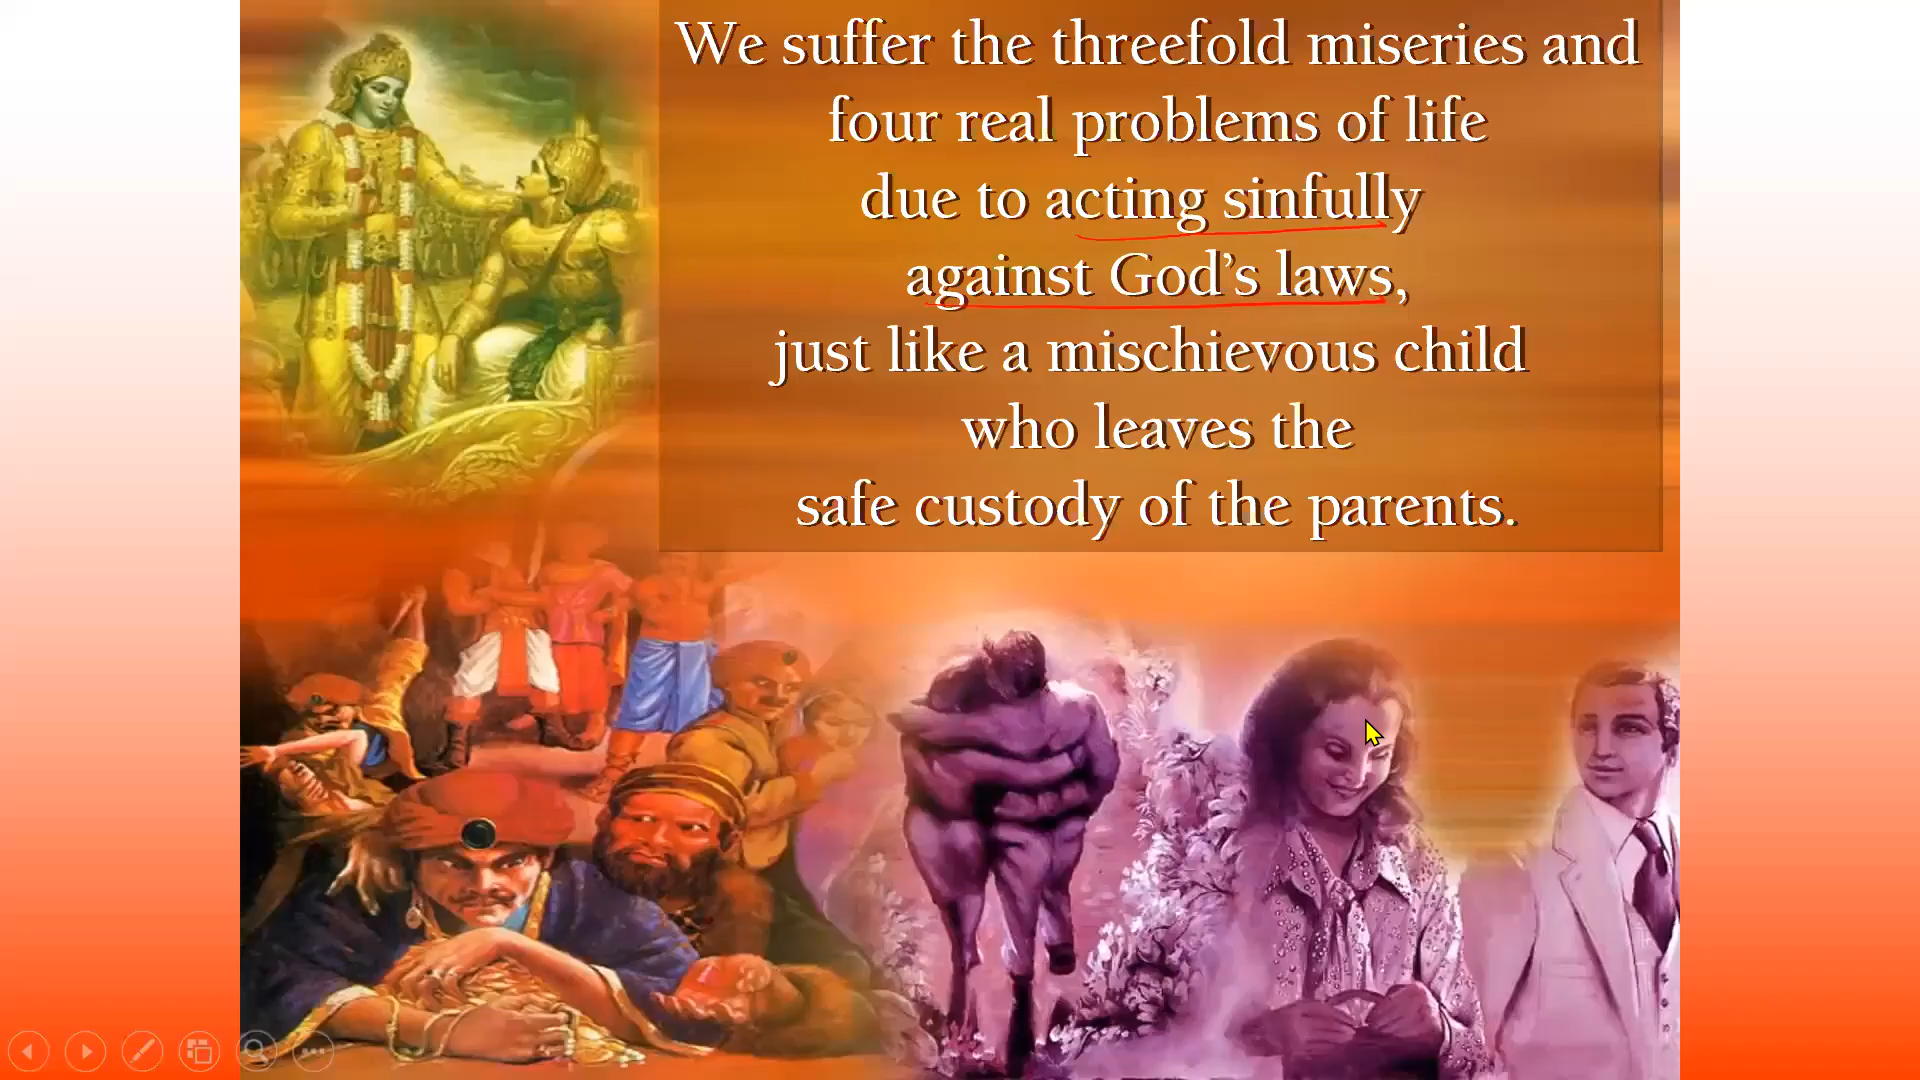 We suffer the threefold miseries and
four real problems of life
due to acting sinfully
against God’s laws,
just like a mischievous child
who leaves the
safe custody of the parents.